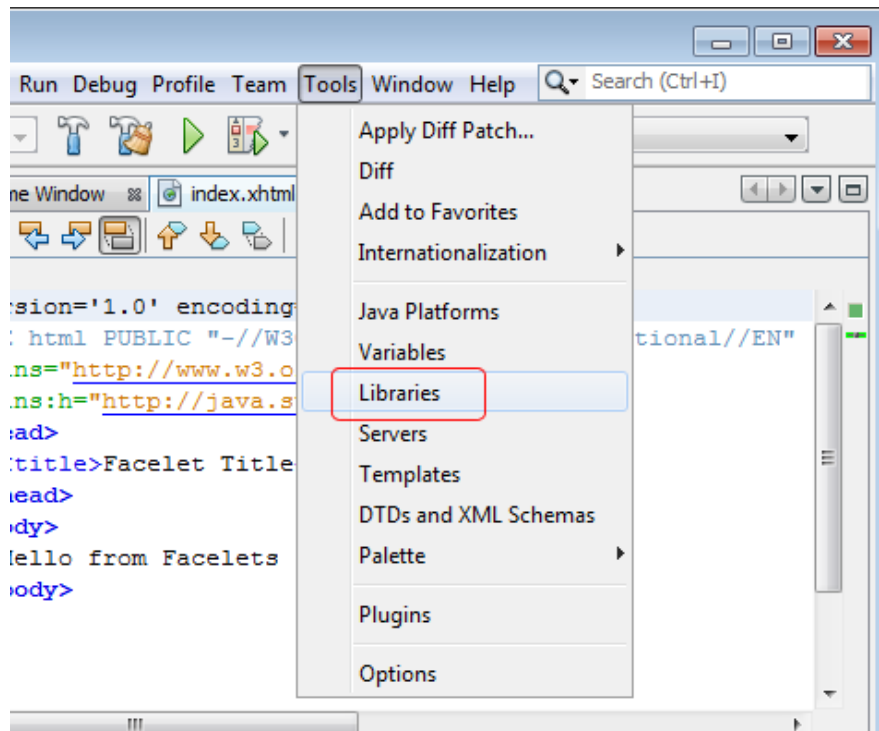 Run Debug Profile Team Tools Window Help Search (Ctrl+I)
Apply Diff Patch...
Diff
me Window index.xhtml
Add to Favorites
Internationalization
sion='1.0' encoding
Java Platforms
html PUBLIC "-//W3 tional//EN"
Variables
ns="http://www.w3.o
Libraries
ns:h="http://java.s
ead>
Servers
title>Facelet Title
Templates
ead>
DTDs and XML Schemas
ody>
ello from Facelets
Palette
ody>
Plugins
Options